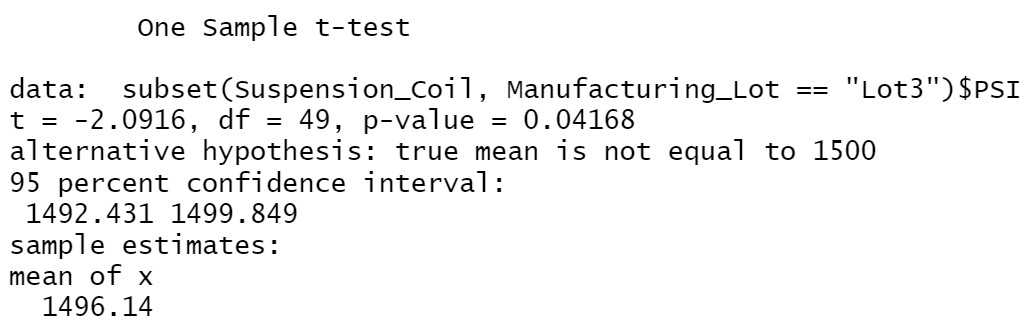 One Sample t-test
data:  subset(Suspension_Coil, Manufacturing_Lot == "Lot3")$PSI
t = -2.0916, df = 49, p-value = 0.04168
alternative hypothesis: true mean is not equal to 1500
95 percent confidence interval:
1492.431 1499.849
sample estimates:
mean of x
1496.14